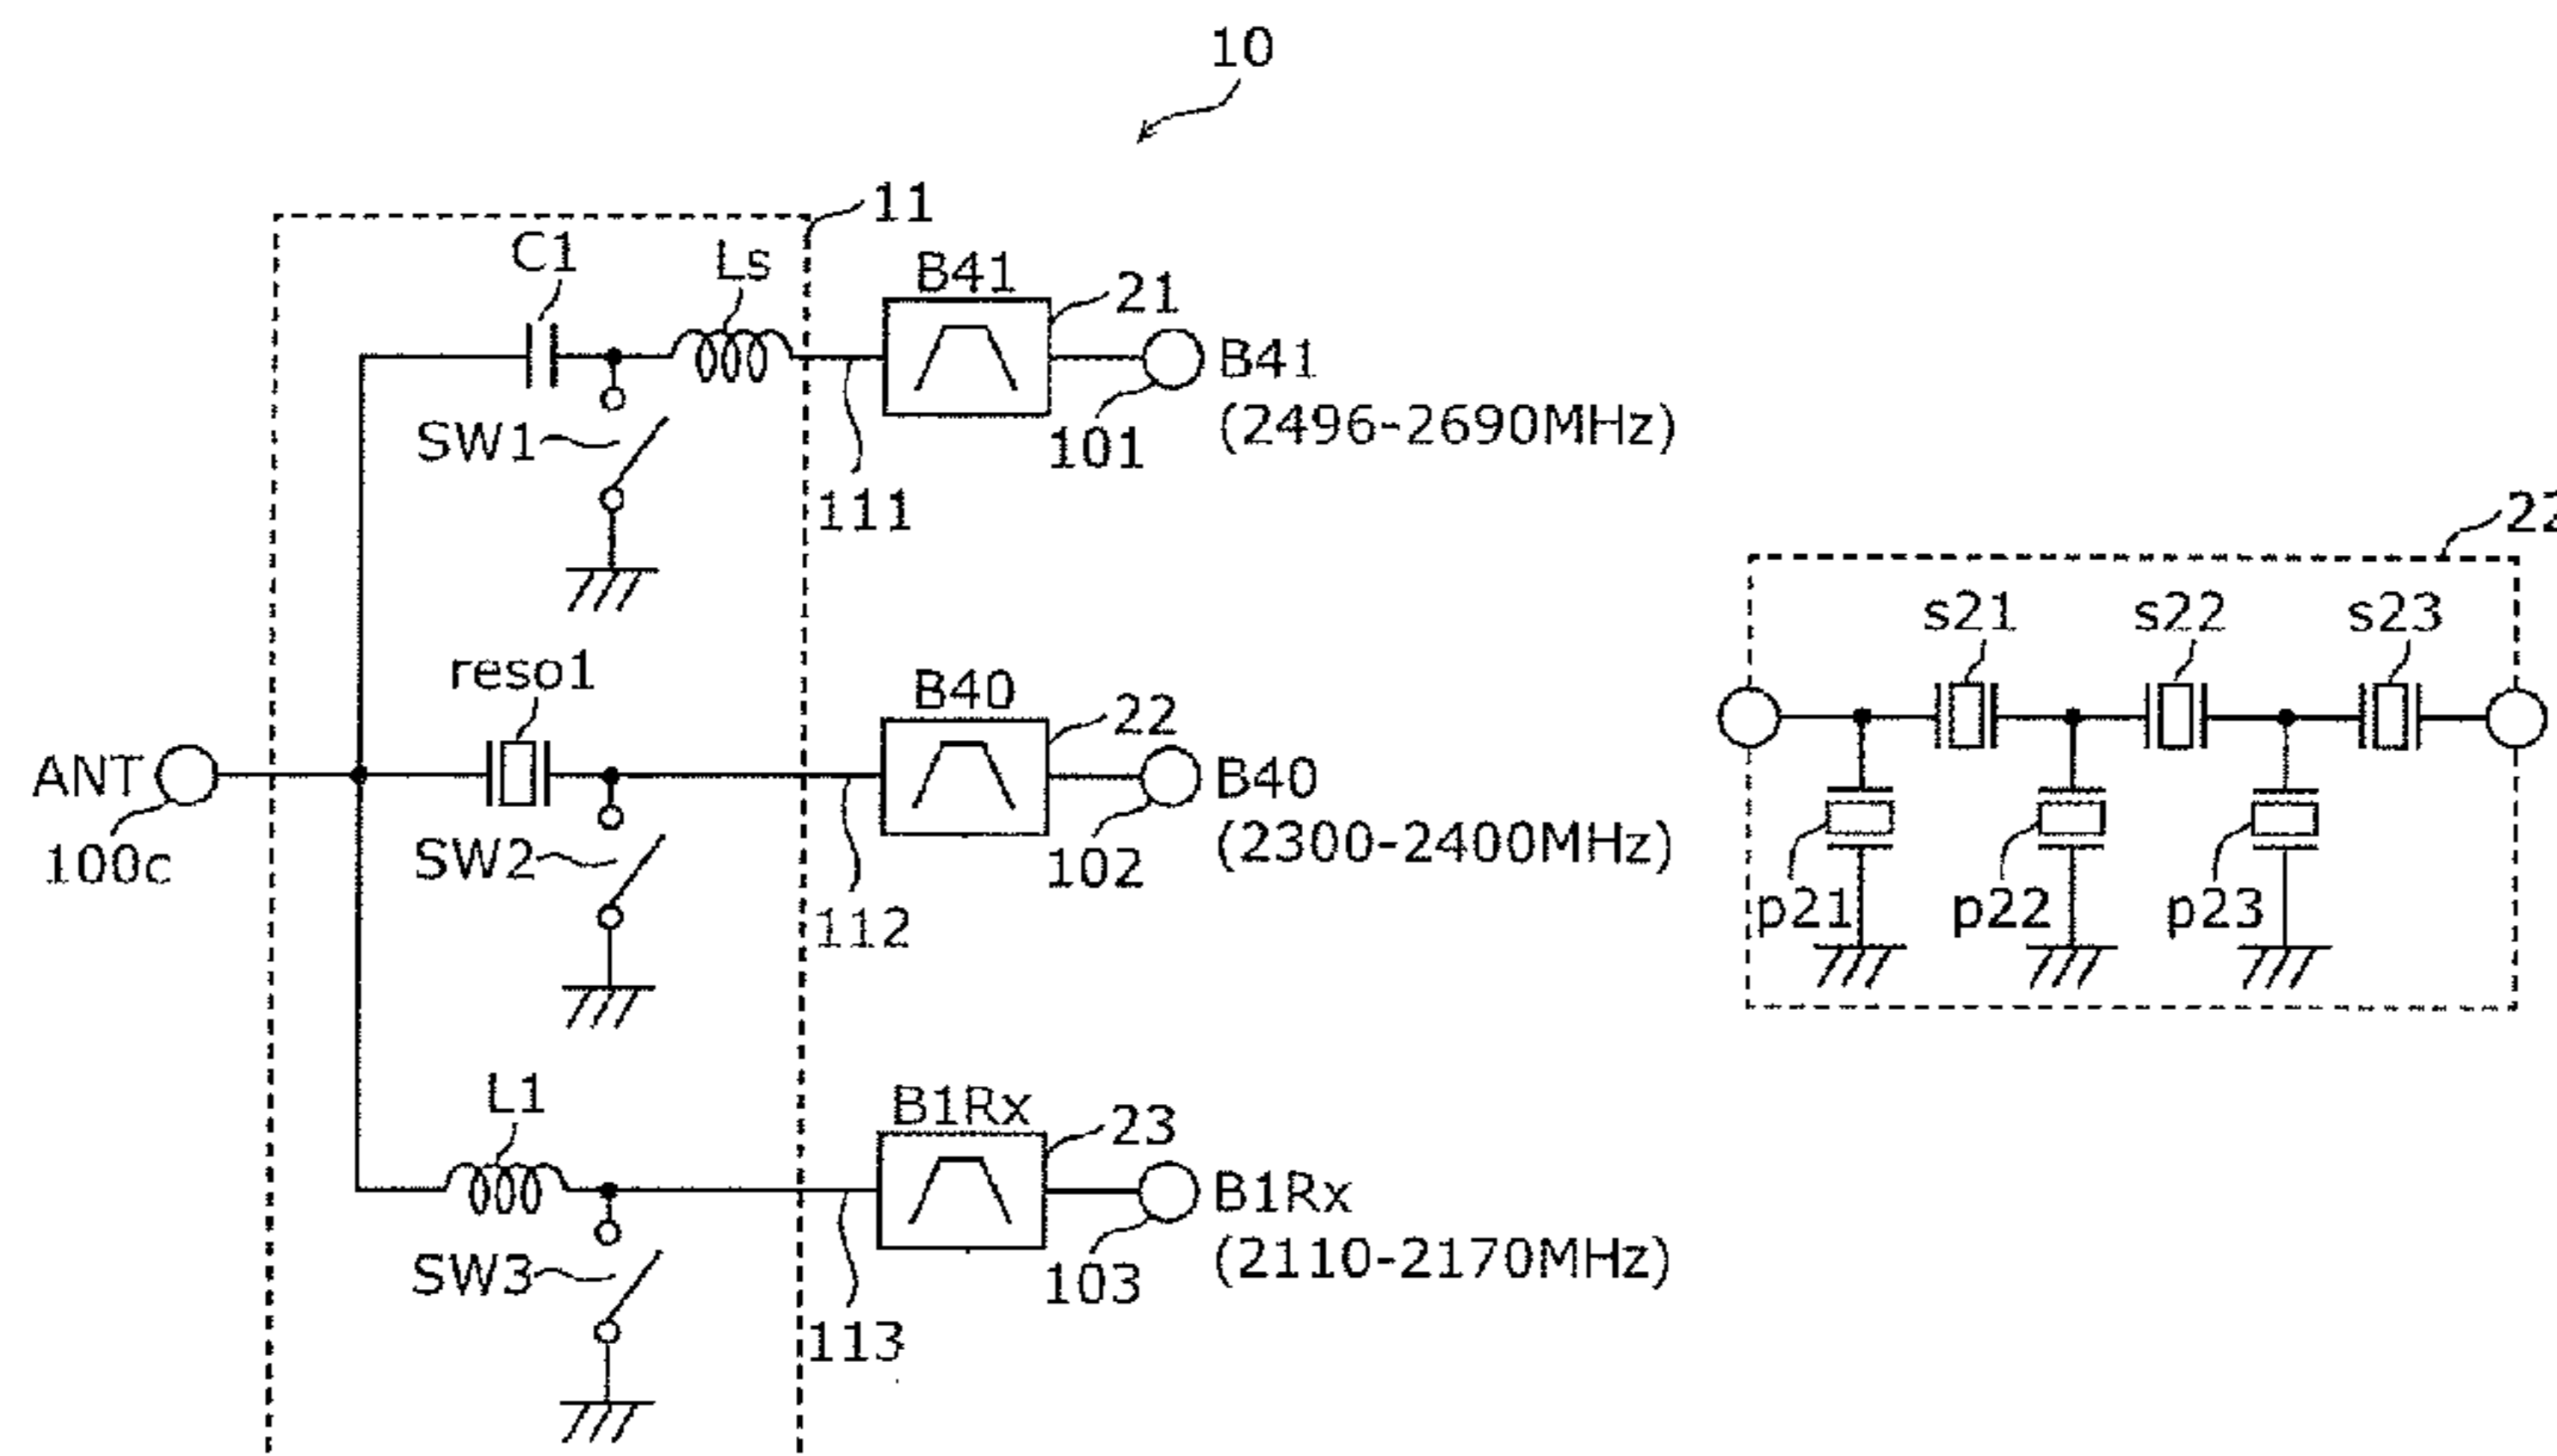 10
11
C1
Ls
B41
21
B41
(2496-2690MHz)
SW1
101
111
reso1
B40
22
ANT
B40
(2300-2400MHz)
100c
SW2
102
112
L1
B1Rx
23
B1Rx
(2110-2170MHz)
SW3
103
113
s21
s22
s23
p21
p22
p23